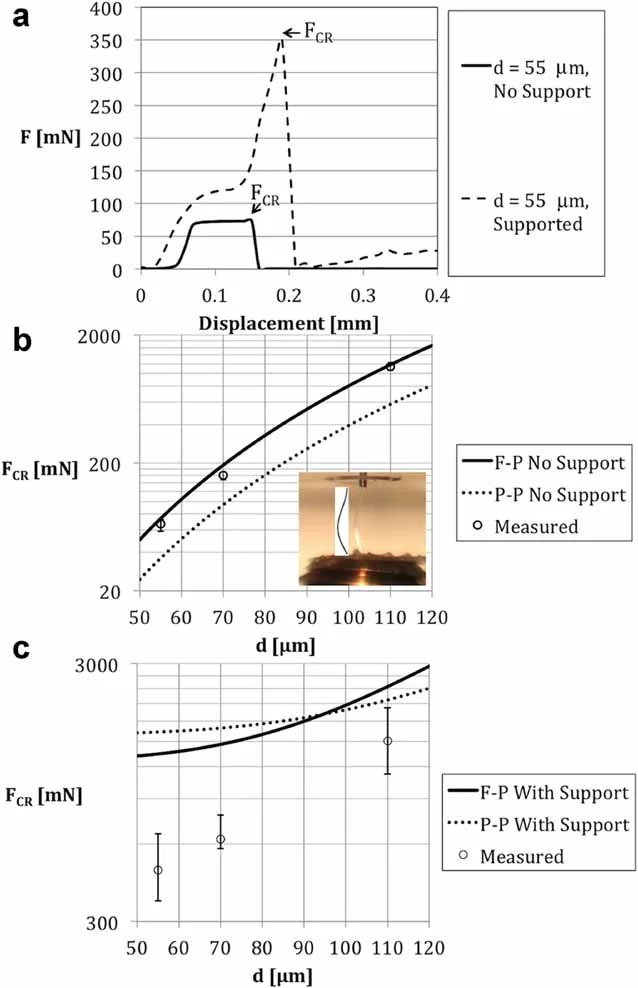 a
400
350
300
250
200
150
100
50
0
F [mN]
F_CR
F_CR
0
0.1
0.2
0.3
0.4
Displacement [mm]
d = 55 μm,
No Support
d = 55 μm,
Supported
b
2000
200
20
F_CR [mN]
50 60 70 80 90 100 110 120
d [μm]
F-P No Support
P-P No Support
Measured
c
3000
300
F_CR [mN]
50 60 70 80 90 100 110 120
d [μm]
F-P With Support
P-P With Support
Measured